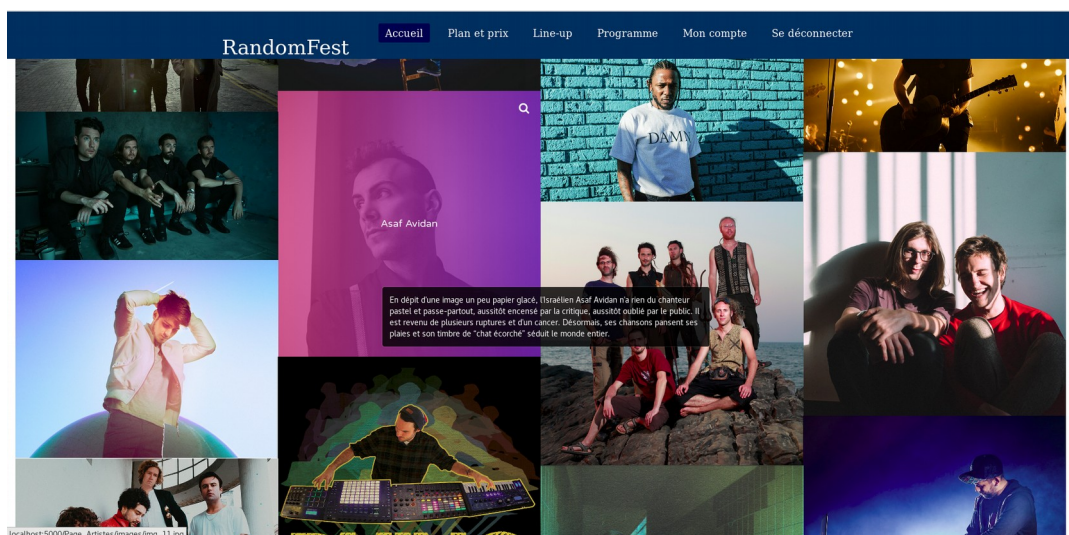 RandomFest
Accueil
Plan et prix
Line-up
Programme
Mon compte
Se déconnecter
DAMN
Asaf Avidan
En dépit d'une image un peu papier glacé, l'Israélien Asaf Avidan n'a rien du chanteur
pastel et passe-partout, aussitôt encensé par la critique, aussitôt oublié par le public. Il
est revenu de plusieurs ruptures et d'un cancer. Désormais, ses chansons pansent ses
plaies et son timbre de "chat écorché" séduit le monde entier.
localhost:5000/Page_Artistes/images/img_11.jpg